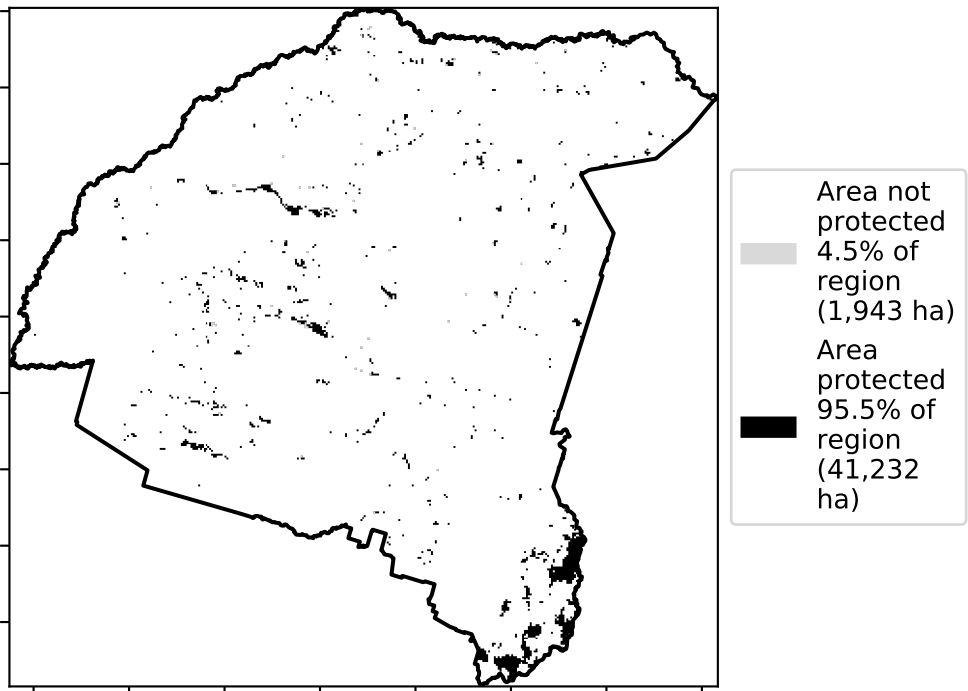 Area not
protected
4.5% of
region
(1,943 ha)
Area
protected
95.5% of
region
(41,232
ha)